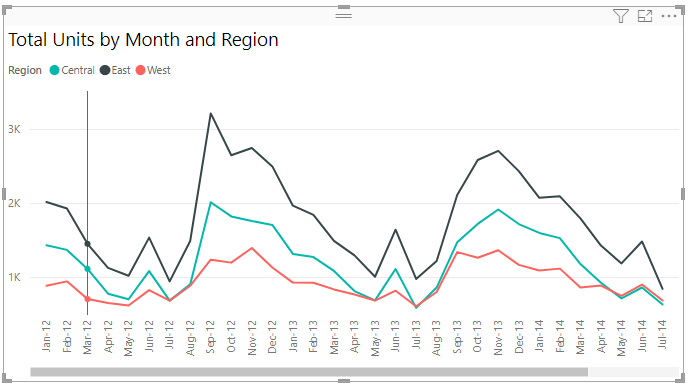 Total Units by Month and Region
Region Central East West
3K
2K
1K
Jan-12 Feb-12 Mar-12 Apr-12 May-12 Jun-12 Jul-12 Aug-12 Sep-12 Oct-12 Nov-12 Dec-12 Jan-13 Feb-13 Mar-13 Apr-13 May-13 Jun-13 Jul-13 Aug-13 Sep-13 Oct-13 Nov-13 Dec-13 Jan-14 Feb-14 Mar-14 Apr-14 May-14 Jun-14 Jul-14